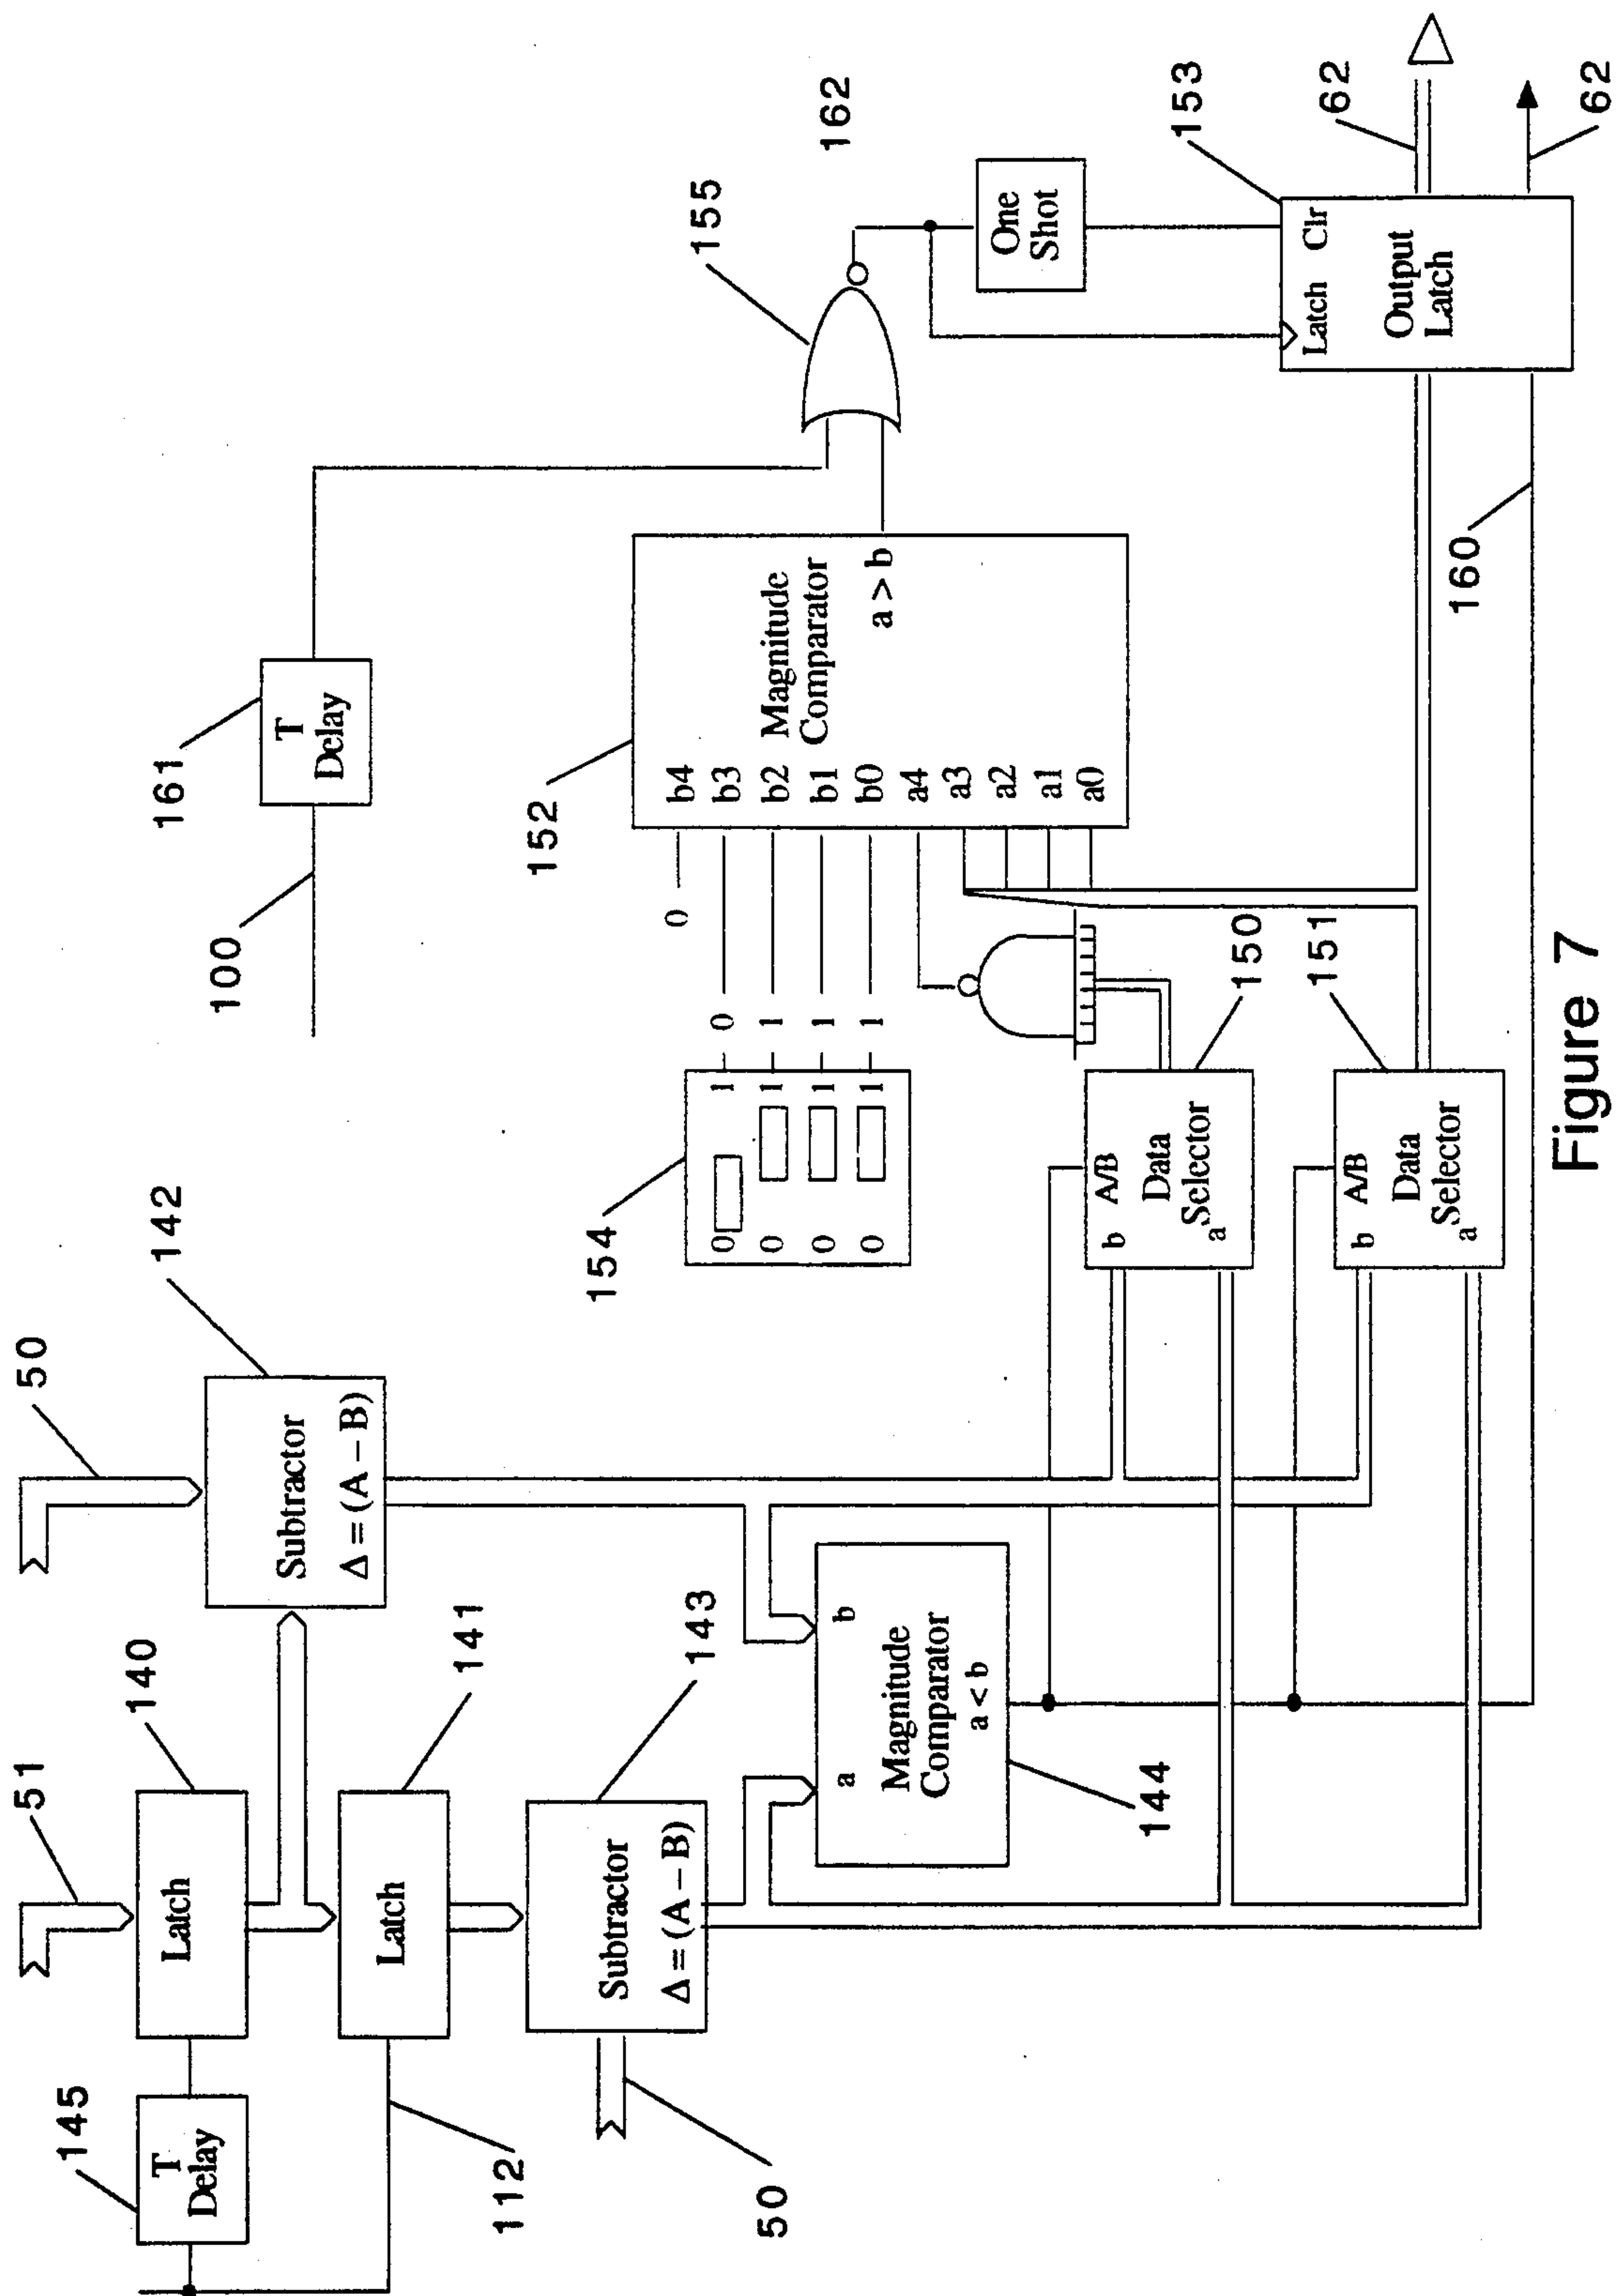 145
T
Delay
112
151
140
Latch
141
Latch
50
142
Subtractor
Δ = (A – B)
143
Subtractor
Δ = (A – B)
50
a
b
Magnitude
Comparator
a < b
144
100
161
T
Delay
154
0 1 0
0 1 1
0 1 1
0 1 1
0
152
b4
b3
b2
b1
b0
a4
a3
a2
a1
a0
Magnitude
Comparator
a > b
155
162
One
Shot
150
b A/B
Data
Selector
a
151
b A/B
Data
Selector
a
153
Latch Clr
Output
Latch
62
62
160
Figure 7